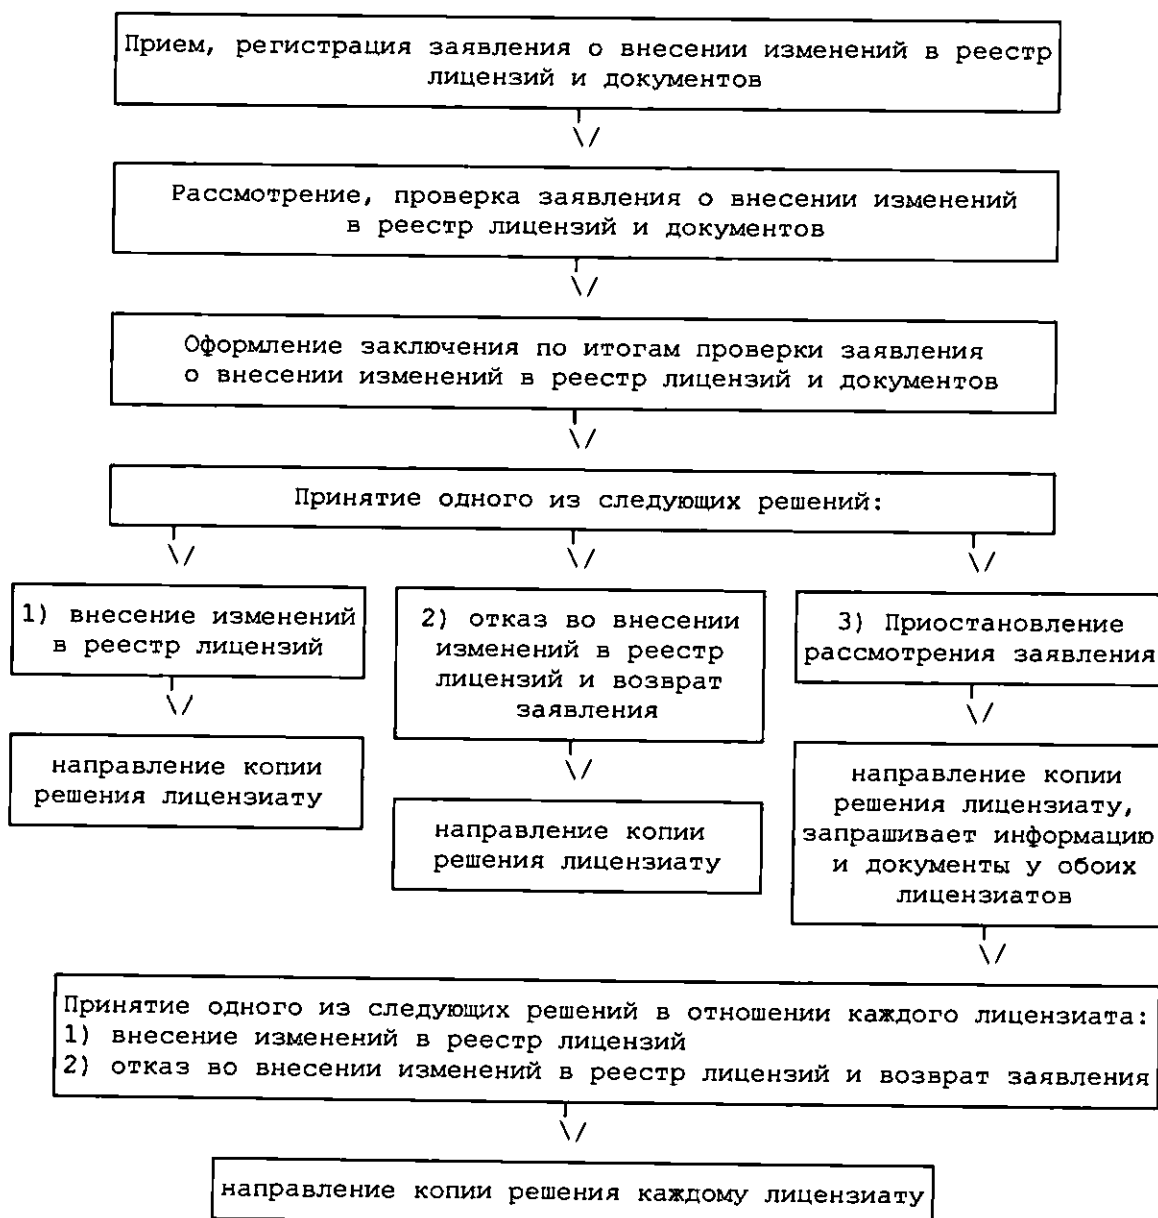 Прием, регистрация заявления о внесении изменений в реестр
лицензий и документов
\/
Рассмотрение, проверка заявления о внесении изменений
в реестр лицензий и документов
\/
Оформление заключения по итогам проверки заявления
о внесении изменений в реестр лицензий и документов
\/
Принятие одного из следующих решений:
\/ \/ \/
1) внесение изменений
в реестр лицензий
\/
направление копии
решения лицензиату
2) отказ во внесении
изменений в реестр
лицензий и возврат
заявления
\/
направление копии
решения лицензиату
3) Приостановление
рассмотрения заявления
\/
направление копии
решения лицензиату,
запрашивает информацию
и документы у обоих
лицензиатов
\/
Принятие одного из следующих решений в отношении каждого лицензиата:
1) внесение изменений в реестр лицензий
2) отказ во внесении изменений в реестр лицензий и возврат заявления
\/
направление копии решения каждому лицензиату